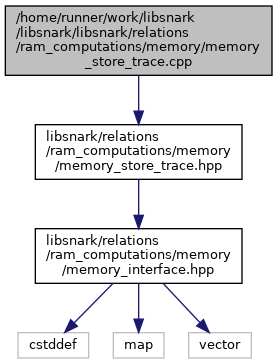 /home/runner/work/libsnark
/libsnark/libsnark/relations
/ram_computations/memory/memory
_store_trace.cpp
libsnark/relations
/ram_computations/memory
/memory_store_trace.hpp
libsnark/relations
/ram_computations/memory
/memory_interface.hpp
cstddef
map
vector